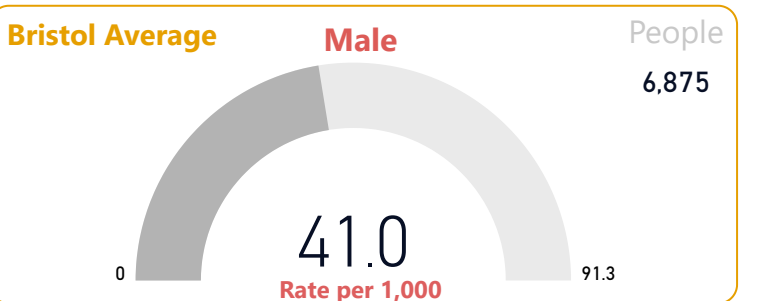 Bristol Average
Male
People
6,875
41.0
0
91.3
Rate per 1,000